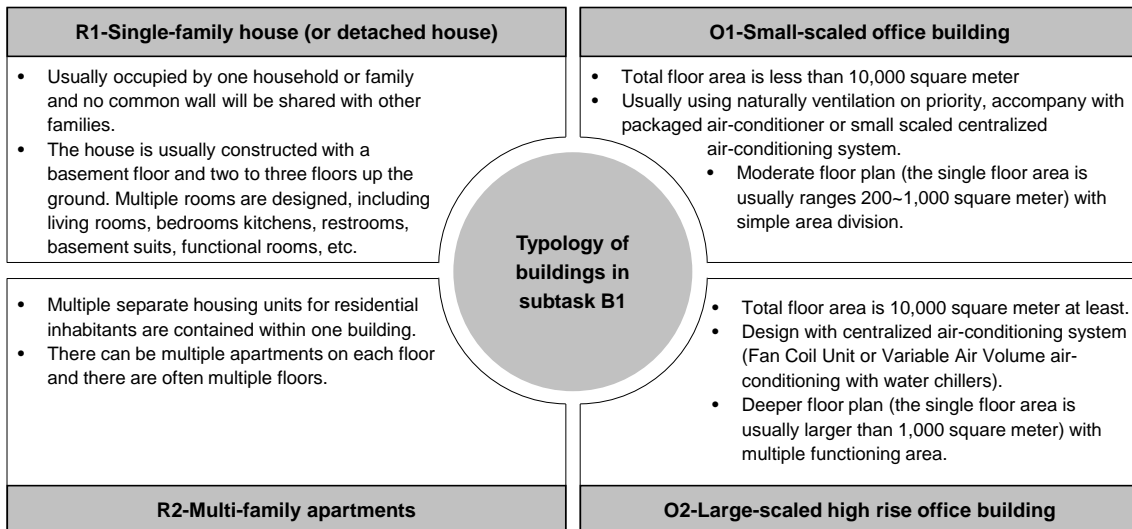 R1-Single-family house (or detached house)
• Usually occupied by one household or family
and no common wall will be shared with other
families.
• The house is usually constructed with a
basement floor and two to three floors up the
ground. Multiple rooms are designed, including
living rooms, bedrooms kitchens, restrooms,
basement suits, functional rooms, etc.
O1-Small-scaled office building
• Total floor area is less than 10,000 square meter
• Usually using naturally ventilation on priority, accompany with
packaged air-conditioner or small scaled centralized
air-conditioning system.
• Moderate floor plan (the single floor area is
usually ranges 200~1,000 square meter) with
simple area division.
Typology of
buildings in
subtask B1
• Multiple separate housing units for residential
inhabitants are contained within one building.
• There can be multiple apartments on each floor
and there are often multiple floors.
R2-Multi-family apartments
• Total floor area is 10,000 square meter at least.
• Design with centralized air-conditioning system
(Fan Coil Unit or Variable Air Volume air-
conditioning with water chillers).
• Deeper floor plan (the single floor area is
usually larger than 1,000 square meter) with
multiple functioning area.
O2-Large-scaled high rise office building